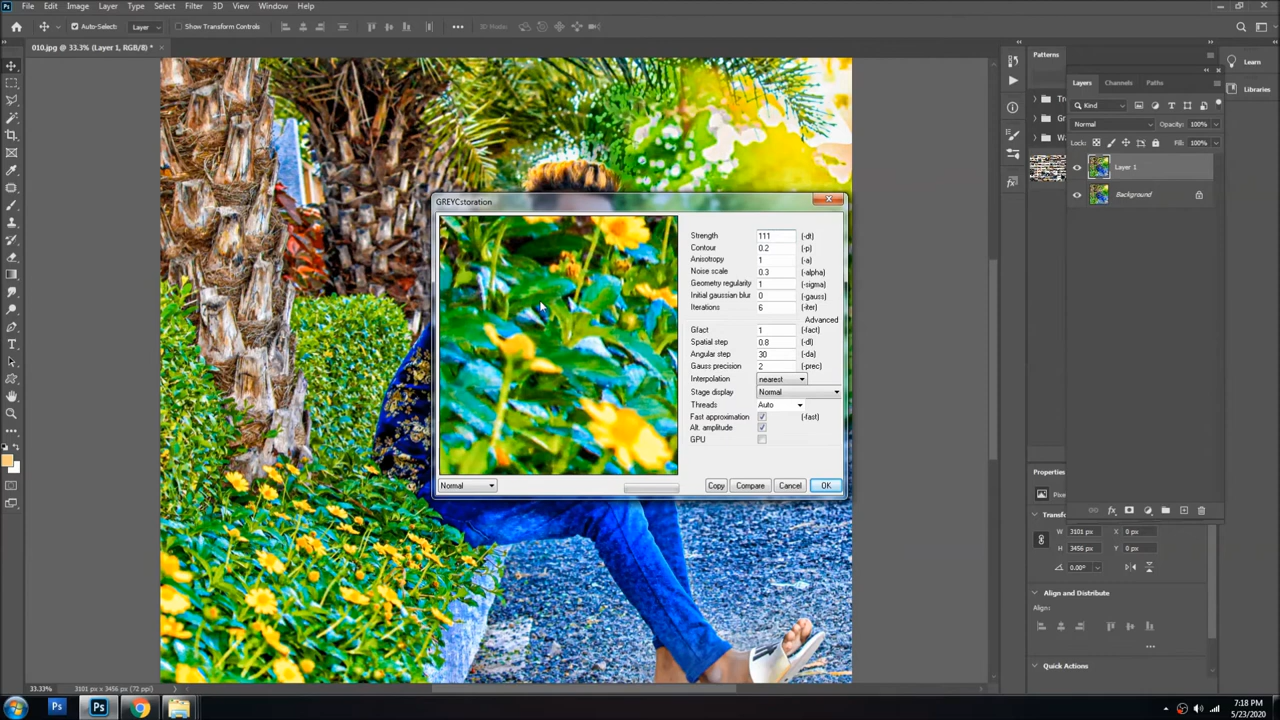 Ps File Edit Image Layer Type Select Filter 3D View Window Help
Auto-Select: Layer Show Transform Controls 3D Mode:
010.jpg @ 33.3% (Layer 1, RGB/8) *
Patterns
Learn
Libraries
Layers Channels Paths
Kind
Normal Opacity: 100%
Lock: Fill: 100%
Layer 1
Background
GREYCstoration
Strength 111 (-dt)
Contour 0.2 (-p)
Anisotropy 1 (-a)
Noise scale 0.3 (-alpha)
Geometry regularity 1 (-sigma)
Initial gaussian blur 0 (-gauss)
Iterations 6 (-iter)
Advanced
Gfact 1 (-fact)
Spatial step 0.8 (-dl)
Angular step 30 (-da)
Gauss precision 2 (-prec)
Interpolation nearest
Stage display Normal
Threads Auto
Fast approximation (-fast)
Alt. amplitude
GPU
Normal Copy Compare Cancel OK
Properties
Pixe
Transfo
W 3101 px X 0 px
H 3456 px Y 0 px
0.00°
Align and Distribute
Align:
Quick Actions
33.33% 3101 px x 3456 px (72 ppi)
Ps Ps
7:18 PM
5/23/2020